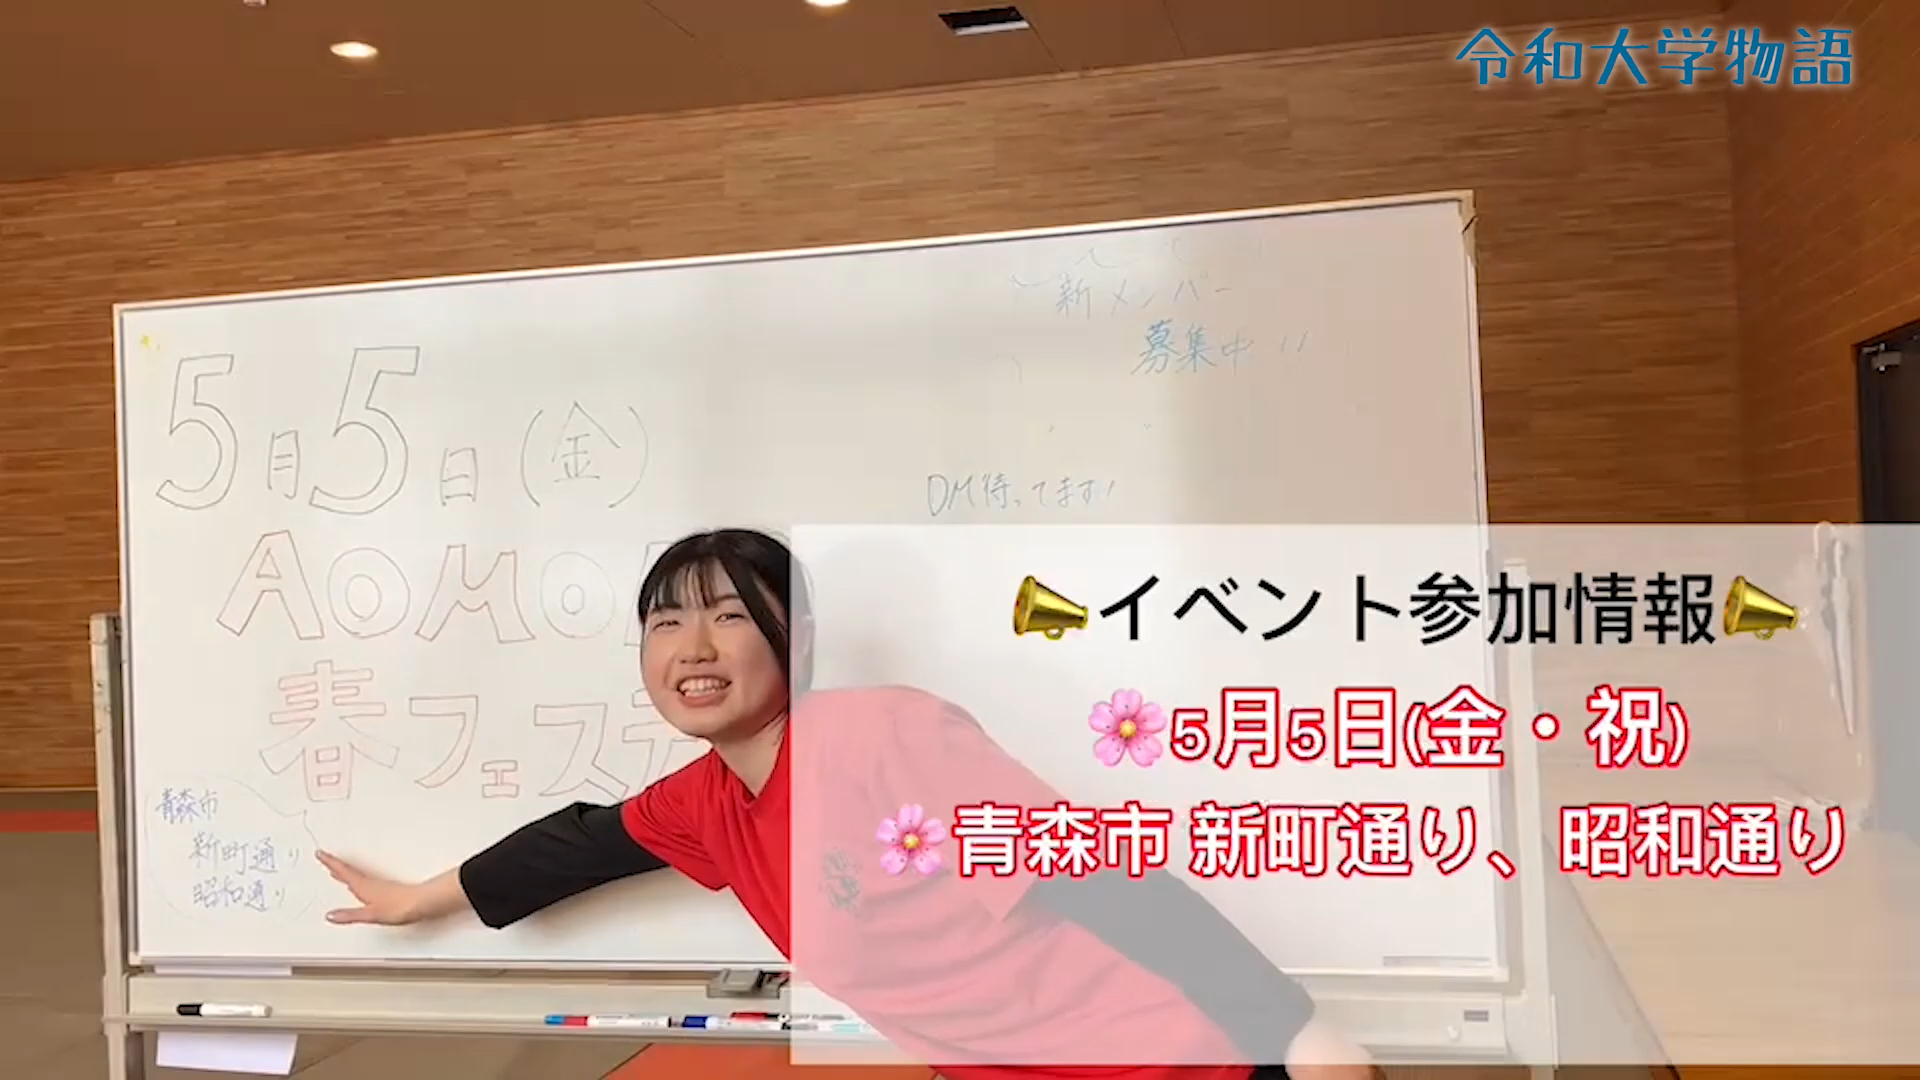 令和大学物語
新メンバー
募集中!!
5月5日(金)
DM待ってます!
AOMO
春フェス
青森市
新町通り
昭和通り
イベント参加情報
5月5日(金・祝)
青森市 新町通り、昭和通り